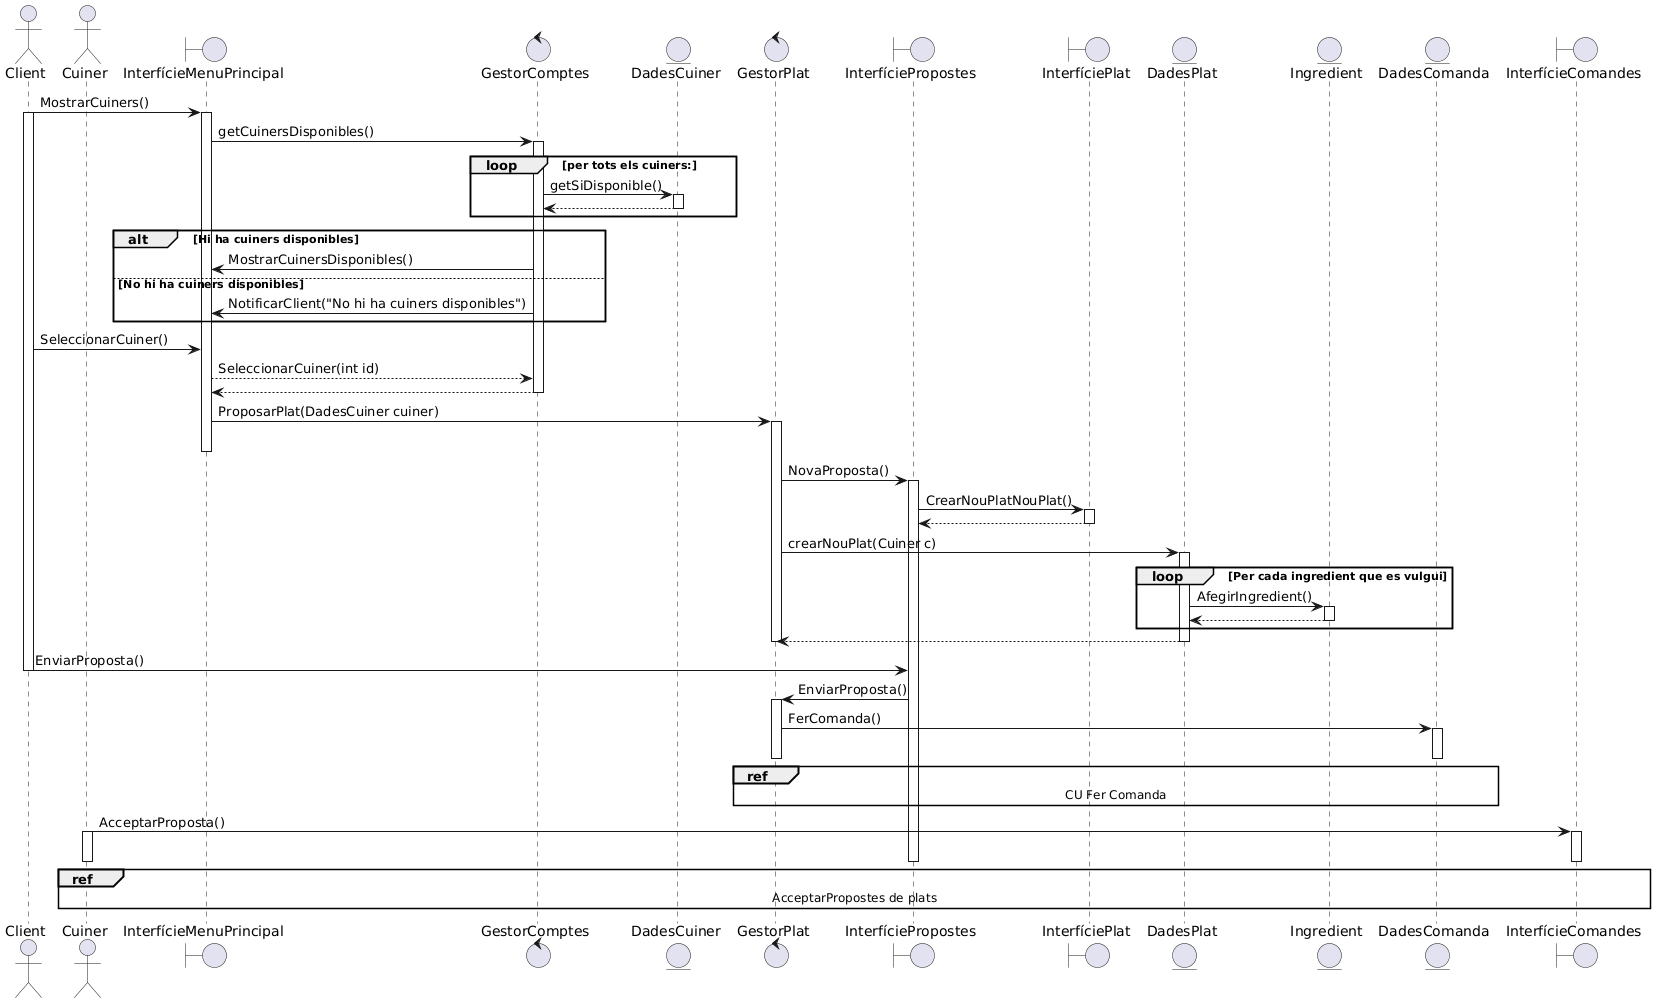 Client Cuiner InterfícieMenuPrincipal GestorComptes DadesCuiner GestorPlat InterfíciePropostes InterfíciePlat DadesPlat Ingredient DadesComanda InterfícieComandes
MostrarCuiners()
getCuinersDisponibles()
loop [per tots els cuiners:]
getSiDisponible()
alt [Hi ha cuiners disponibles]
MostrarCuinersDisponibles()
[No hi ha cuiners disponibles]
NotificarClient("No hi ha cuiners disponibles")
SeleccionarCuiner()
SeleccionarCuiner(int id)
ProposarPlat(DadesCuiner cuiner)
NovaProposta()
CrearNouPlatNouPlat()
crearNouPlat(Cuiner c)
loop [Per cada ingredient que es vulgui]
AfegirIngredient()
EnviarProposta()
EnviarProposta()
FerComanda()
ref
CU Fer Comanda
AcceptarProposta()
ref
AcceptarPropostes de plats
Client Cuiner InterfícieMenuPrincipal GestorComptes DadesCuiner GestorPlat InterfíciePropostes InterfíciePlat DadesPlat Ingredient DadesComanda InterfícieComandes